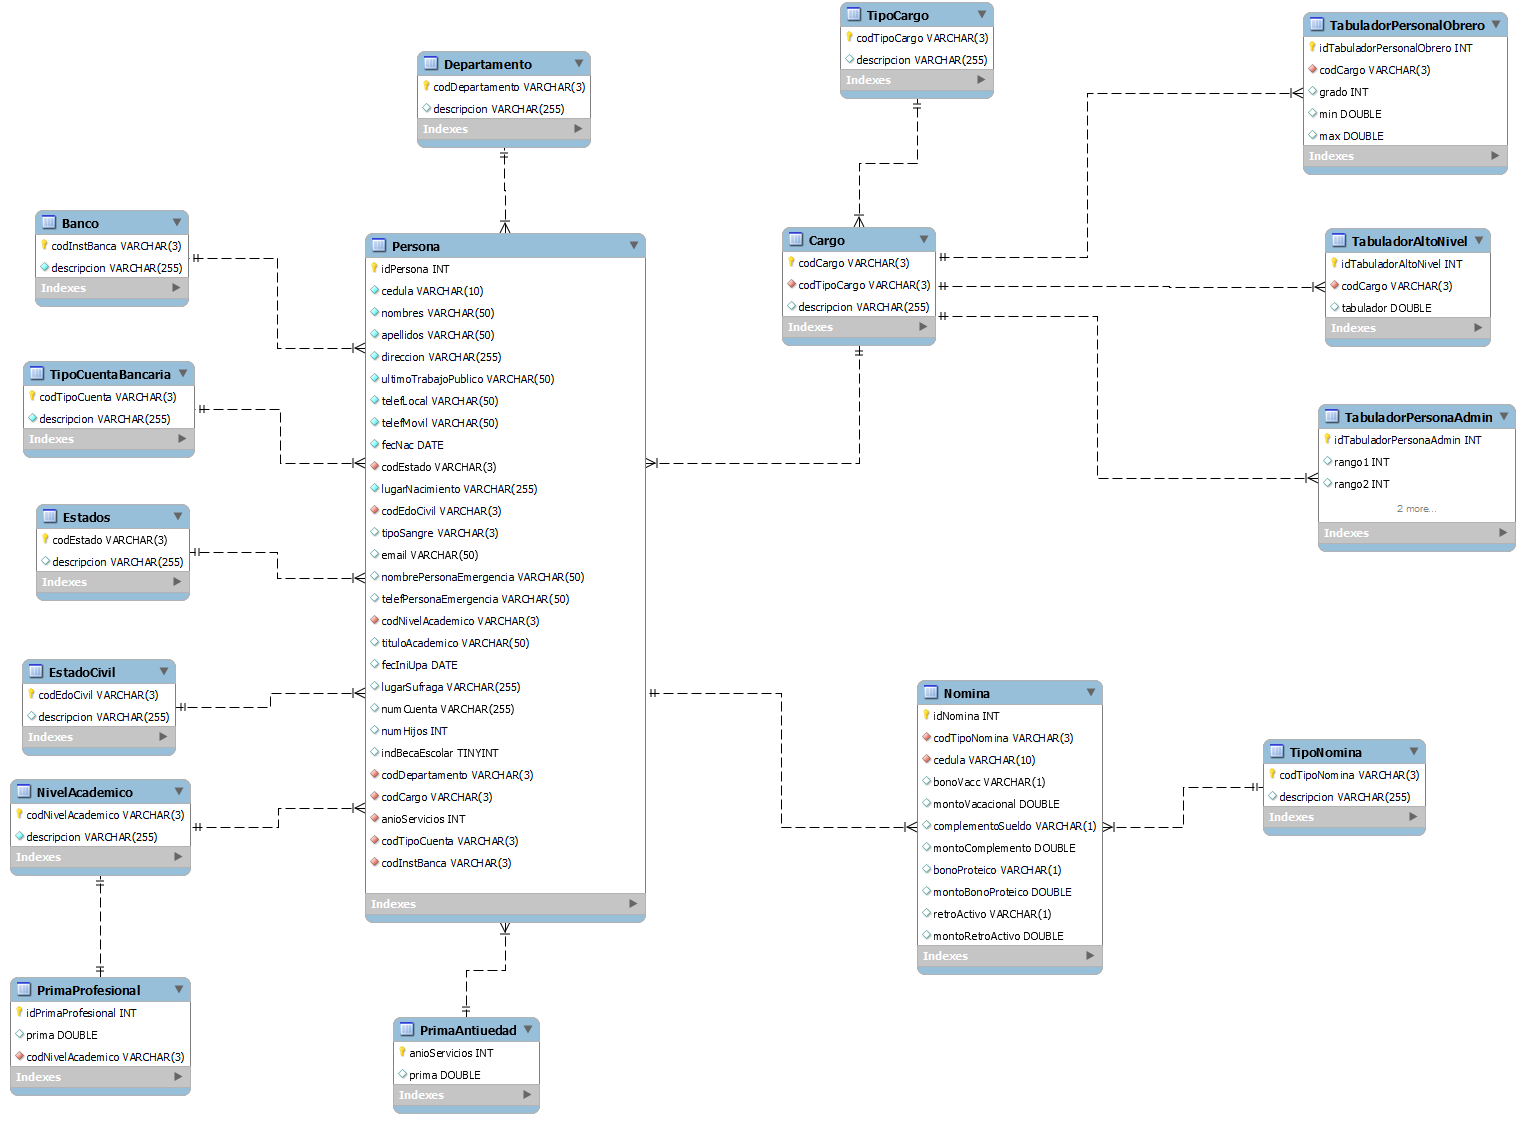 TipoCargo
codTipoCargo VARCHAR(3)
descripcion VARCHAR(255)
Indexes
TabuladorPersonalObrero
idTabuladorPersonalObrero INT
codCargo VARCHAR(3)
grado INT
min DOUBLE
max DOUBLE
Indexes
Departamento
codDepartamento VARCHAR(3)
descripcion VARCHAR(255)
Indexes
Banco
codInstBanca VARCHAR(3)
descripcion VARCHAR(255)
Indexes
Persona
idPersona INT
cedula VARCHAR(10)
nombres VARCHAR(50)
apellidos VARCHAR(50)
direccion VARCHAR(255)
ultimoTrabajoPublico VARCHAR(50)
telefLocal VARCHAR(50)
telefMovil VARCHAR(50)
fecNac DATE
codEstado VARCHAR(3)
lugarNacimiento VARCHAR(255)
codEdoCivil VARCHAR(3)
tipoSangre VARCHAR(3)
email VARCHAR(50)
nombrePersonaEmergencia VARCHAR(50)
telefPersonaEmergencia VARCHAR(50)
codNivelAcademico VARCHAR(3)
tituloAcademico VARCHAR(50)
fecIniUpa DATE
lugarSufraga VARCHAR(255)
numCuenta VARCHAR(255)
numHijos INT
indBecaEscolar TINYINT
codDepartamento VARCHAR(3)
codCargo VARCHAR(3)
anioServicios INT
codTipoCuenta VARCHAR(3)
codInstBanca VARCHAR(3)
Indexes
Cargo
codCargo VARCHAR(3)
codTipoCargo VARCHAR(3)
descripcion VARCHAR(255)
Indexes
TabuladorAltoNivel
idTabuladorAltoNivel INT
codCargo VARCHAR(3)
tabulador DOUBLE
Indexes
TipoCuentaBancaria
codTipoCuenta VARCHAR(3)
descripcion VARCHAR(255)
Indexes
TabuladorPersonaAdmin
idTabuladorPersonaAdmin INT
rango1 INT
rango2 INT
2 more...
Indexes
Estados
codEstado VARCHAR(3)
descripcion VARCHAR(255)
Indexes
EstadoCivil
codEdoCivil VARCHAR(3)
descripcion VARCHAR(255)
Indexes
Nomina
idNomina INT
codTipoNomina VARCHAR(3)
cedula VARCHAR(10)
bonoVacc VARCHAR(1)
montoVacacional DOUBLE
complementoSueldo VARCHAR(1)
montoComplemento DOUBLE
bonoProteico VARCHAR(1)
montoBonoProteico DOUBLE
retroActivo VARCHAR(1)
montoRetroActivo DOUBLE
Indexes
TipoNomina
codTipoNomina VARCHAR(3)
descripcion VARCHAR(255)
Indexes
NivelAcademico
codNivelAcademico VARCHAR(3)
descripcion VARCHAR(255)
Indexes
PrimaProfesional
idPrimaProfesional INT
prima DOUBLE
codNivelAcademico VARCHAR(3)
Indexes
PrimaAntiuedad
anioServicios INT
prima DOUBLE
Indexes